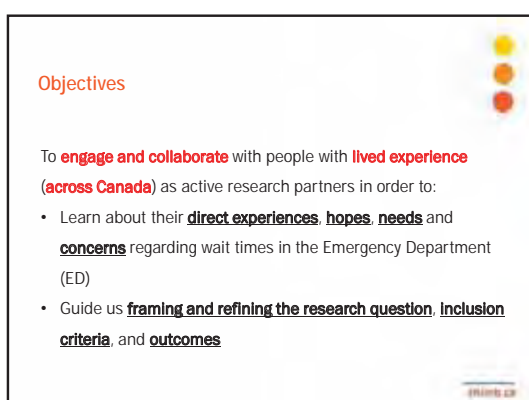 Objectives
To engage and collaborate with people with lived experience
(across Canada) as active research partners in order to:
• Learn about their direct experiences, hopes, needs and
concerns regarding wait times in the Emergency Department
(ED)
• Guide us framing and refining the research question, inclusion
criteria, and outcomes